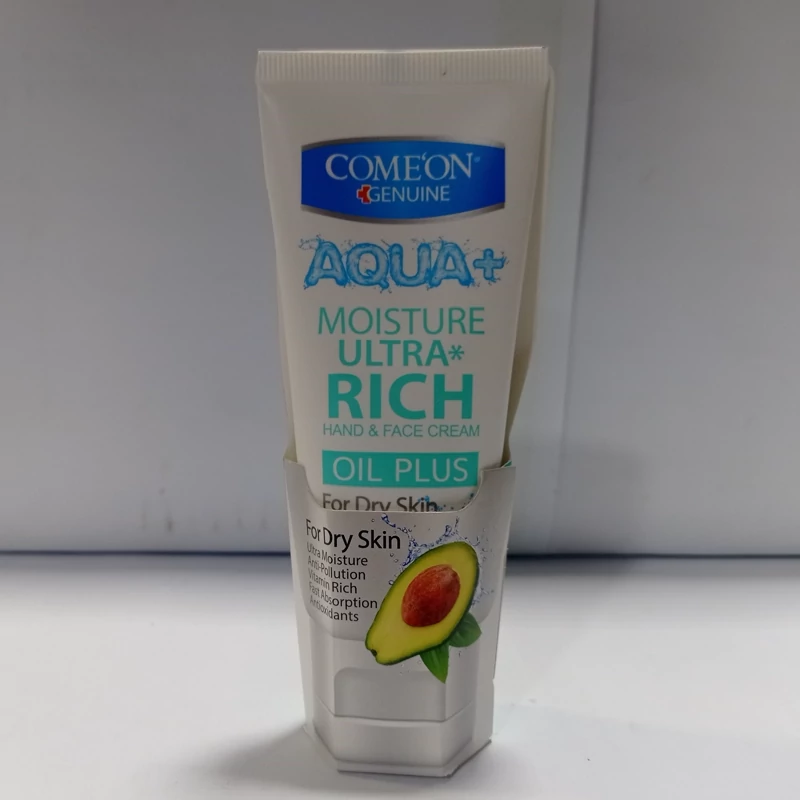 COME'ON®
GENUINE
AQUA+
MOISTURE
ULTRA*
RICH
HAND & FACE CREAM
OIL PLUS
For Dry Skin
For Dry Skin
Ultra Moisture
Anti-Pollution
Vitamin Rich
Fast Absorption
Antioxidants